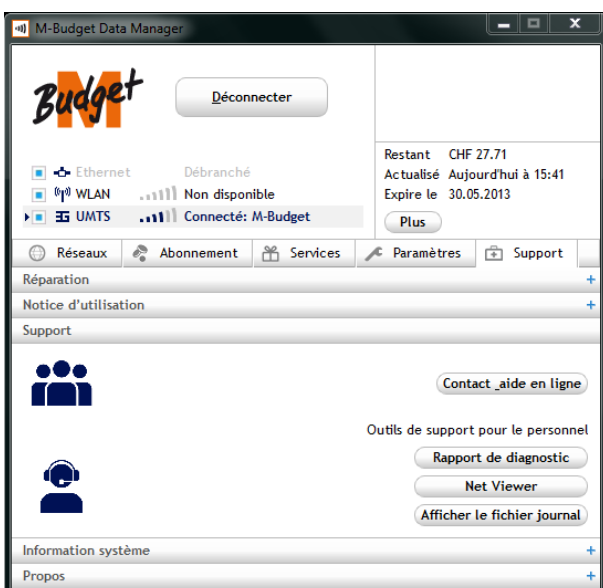 M-Budget Data Manager
M
Budget
Déconnecter
Ethernet Débranché
WLAN Non disponible
UMTS Connecté: M-Budget
Restant CHF 27.71
Actualisé Aujourd'hui à 15:41
Expire le 30.05.2013
Plus
Réseaux Abonnement Services Paramètres Support
Réparation +
Notice d'utilisation +
Support
Contact _aide en ligne
Outils de support pour le personnel
Rapport de diagnostic
Net Viewer
Afficher le fichier journal
Information système +
Propos +